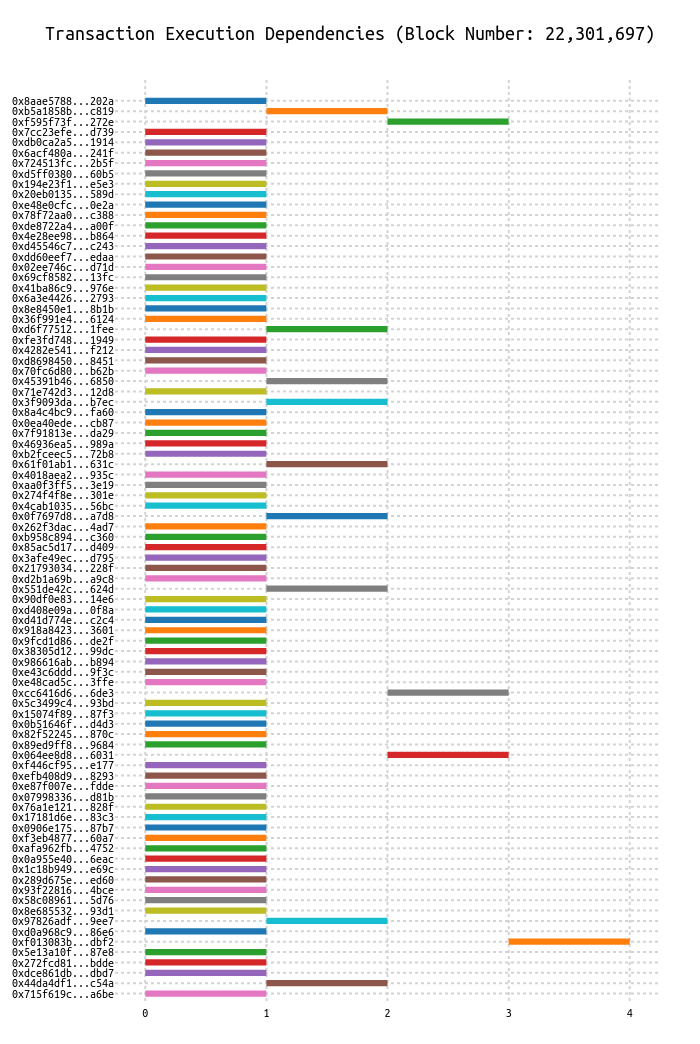 Transaction Execution Dependencies (Block Number: 22,301,697)
0x8aae5788...202a
0xb5a1858b...c819
0xf595f73f...272e
0x7cc23efe...d739
0xdb0ca2a5...1914
0x6acf480a...241f
0x724513fc...2b5f
0xd5ff0380...60b5
0x194e23f1...e5e3
0x20eb0135...589d
0xe48e0cfc...0e2a
0x78f72aa0...c388
0xde8722a4...a00f
0x4e28ee98...b864
0xd45546c7...c243
0xdd60eef7...edaa
0x02ee746c...d71d
0x69cf8582...13fc
0x41ba86c9...976e
0x6a3e4426...2793
0x8e8450e1...8b1b
0x36f991e4...6124
0xd6f77512...1fee
0xfe3fd748...1949
0x4282e541...f212
0xd8698450...8451
0x70fc6d80...b62b
0x45391b46...6850
0x71e742d3...12d8
0x3f9093da...b7ec
0x8a4c4bc9...fa60
0x0ea40ede...cb87
0x7f91813e...da29
0x46936ea5...989a
0xb2fceec5...72b8
0x61f01ab1...631c
0x4018aea2...935c
0xaa0f3ff5...3e19
0x274f4f8e...301e
0x4cab1035...56bc
0x0f7697d8...a7d8
0x262f3dac...4ad7
0xb958c894...c360
0x85ac5d17...d409
0x3afe49ec...d795
0x21793034...228f
0xd2b1a69b...a9c8
0x551de42c...624d
0x90df0e83...14e6
0xd408e09a...0f8a
0xd41d774e...c2c4
0x918a8423...3601
0x9fcd1d86...de2f
0x38305d12...99dc
0x986616ab...b894
0xe43c6ddd...9f3c
0xe48cad5c...3ffe
0xcc6416d6...6de3
0x5c3499c4...93bd
0x15074f89...87f3
0x0b51646f...d4d3
0x82f52245...870c
0x89ed9ff8...9684
0x064ee8d8...6031
0xf446cf95...e177
0xefb408d9...8293
0xe87f007e...fdde
0x07998336...d81b
0x76a1e121...828f
0x17181d6e...83c3
0x0906e175...87b7
0xf3eb4877...60a7
0xafa962fb...4752
0x0a955e40...6eac
0x1c18b949...e69c
0x289d675e...ed60
0x93f22816...4bce
0x58c08961...5d76
0x8e685532...93d1
0x97826adf...9ee7
0xd0a968c9...86e6
0xf013083b...dbf2
0x5e13a10f...87e8
0x272fcd81...bdde
0xdce861db...dbd7
0x44da4df1...c54a
0x715f619c...a6be
0 1 2 3 4